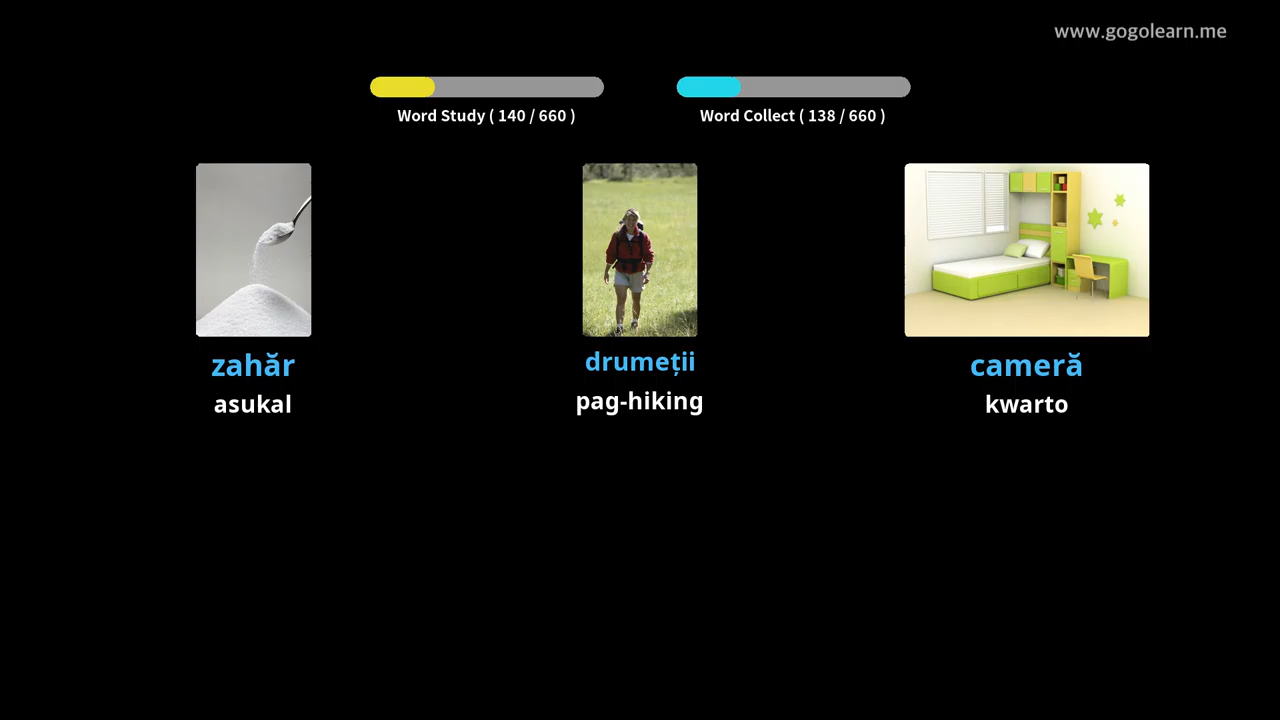 www.gogolearn.me
Word Study ( 140 / 660 )
Word Collect ( 138 / 660 )
zahăr
asukal
drumeții
pag-hiking
cameră
kwarto